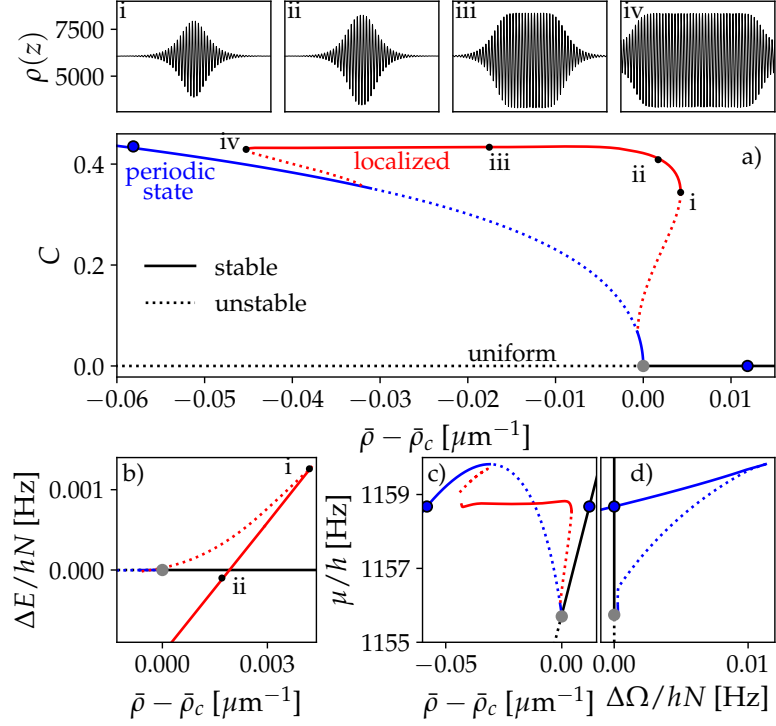 i ii iii iv
7500
5000
ρ(z)
a)
iv
localized
iii
ii
i
periodic
state
stable
unstable
uniform
0.4
0.2
0.0
C
−0.06 −0.05 −0.04 −0.03 −0.02 −0.01 0.00 0.01
ρ̄ − ρ̄c [μm⁻¹]
b) i
ii
0.001
0.000
ΔE/hN [Hz]
0.000 0.003
ρ̄ − ρ̄c [μm⁻¹]
c) d)
1159
1157
1155
μ/h [Hz]
−0.05 0.00
ρ̄ − ρ̄c [μm⁻¹]
0.00 0.01
ΔΩ/hN [Hz]